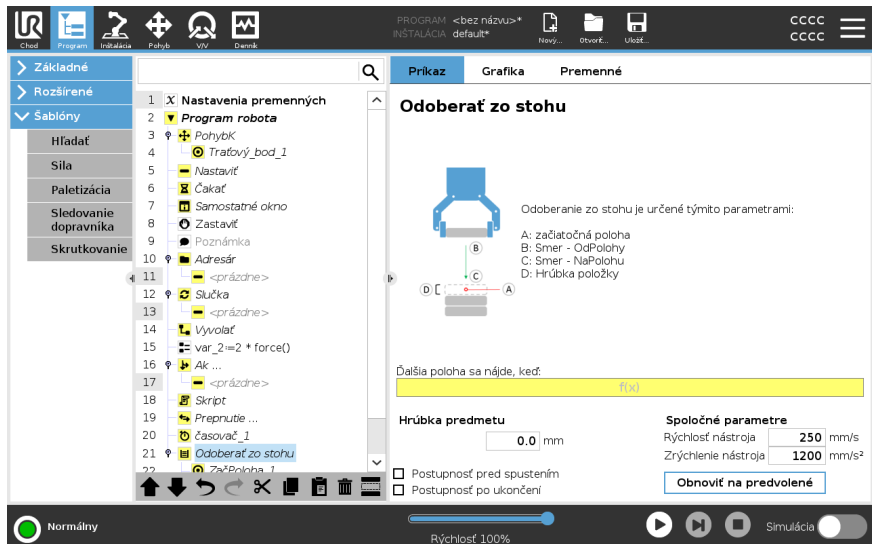 UR
Chod
Program
Inštalácia
Pohyb
V/V
Denník
PROGRAM <bez názvu>*
INŠTALÁCIA default*
Nový...
Otvoriť...
Uložiť...
CCCC
CCCC
Základné
Rozšírené
Šablóny
Hľadať
Sila
Paletizácia
Sledovanie
dopravníka
Skrutkovanie
1 X Nastavenia premenných
2 Program robota
3 PohybK
4 Traťový_bod_1
5 Nastaviť
6 Čakať
7 Samostatné okno
8 Zastaviť
9 Poznámka
10 Adresár
11 <prázdne>
12 Slučka
13 <prázdne>
14 Vyvolať
15 var_2:=2 * force()
16 Ak ...
17 <prázdne>
18 Skript
19 Prepnutie ...
20 časovač_1
21 Odoberať zo stohu
22 ZačPoloha_1
Príkaz
Grafika
Premenné
Odoberať zo stohu
Odoberanie zo stohu je určené týmito parametrami:
A: začiatočná poloha
B: Smer - OdPolohy
C: Smer - NaPolohu
D: Hrúbka položky
B
C
D
A
Ďalšia poloha sa nájde, keď:
f(x)
Hrúbka predmetu
0.0 mm
Spoločné parametre
Rýchlosť nástroja 250 mm/s
Zrýchlenie nástroja 1200 mm/s²
Postupnosť pred spustením
Postupnosť po ukončení
Obnoviť na predvolené
Normálny
Rýchlosť 100%
Simulácia